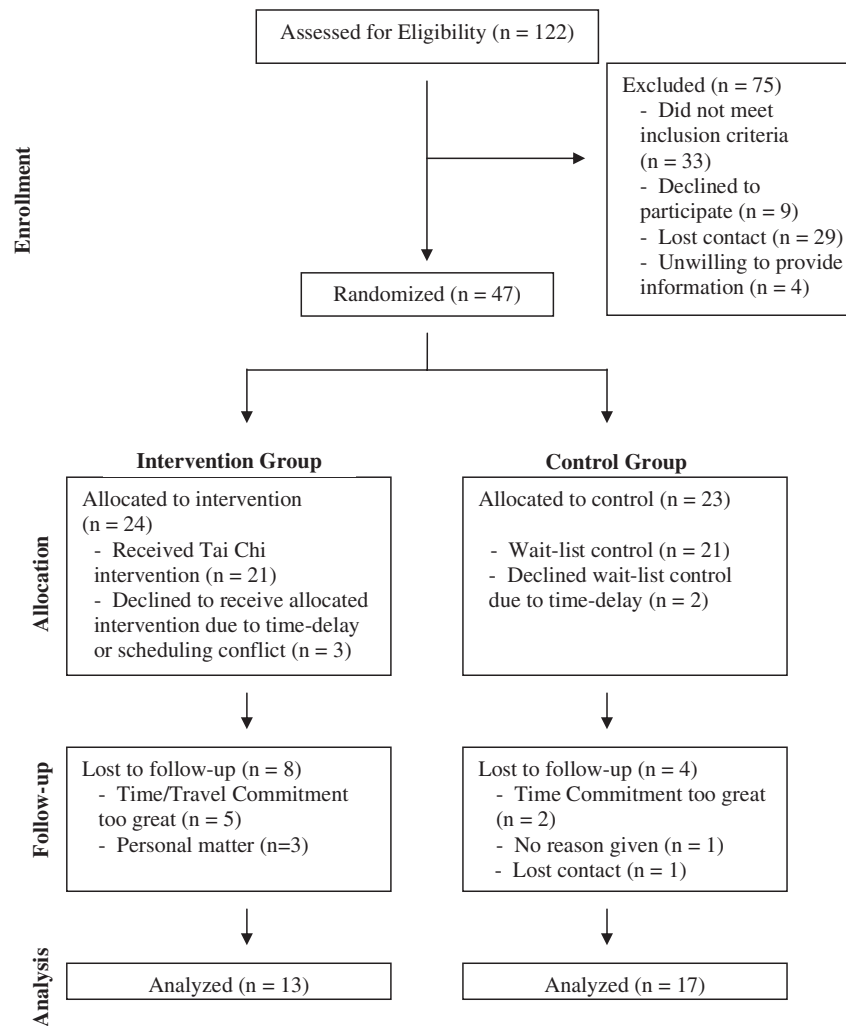 Assessed for Eligibility (n = 122)
Excluded (n = 75)
- Did not meet
inclusion criteria
(n = 33)
- Declined to
participate (n = 9)
- Lost contact (n = 29)
- Unwilling to provide
information (n = 4)
Enrollment
Randomized (n = 47)
Intervention Group
Allocated to intervention
(n = 24)
- Received Tai Chi
intervention (n = 21)
- Declined to receive allocated
intervention due to time-delay
or scheduling conflict (n = 3)
Control Group
Allocated to control (n = 23)
- Wait-list control (n = 21)
- Declined wait-list control
due to time-delay (n = 2)
Allocation
Lost to follow-up (n = 8)
- Time/Travel Commitment
too great (n = 5)
- Personal matter (n=3)
Lost to follow-up (n = 4)
- Time Commitment too great
(n = 2)
- No reason given (n = 1)
- Lost contact (n = 1)
Follow-up
Analyzed (n = 13)
Analyzed (n = 17)
Analysis